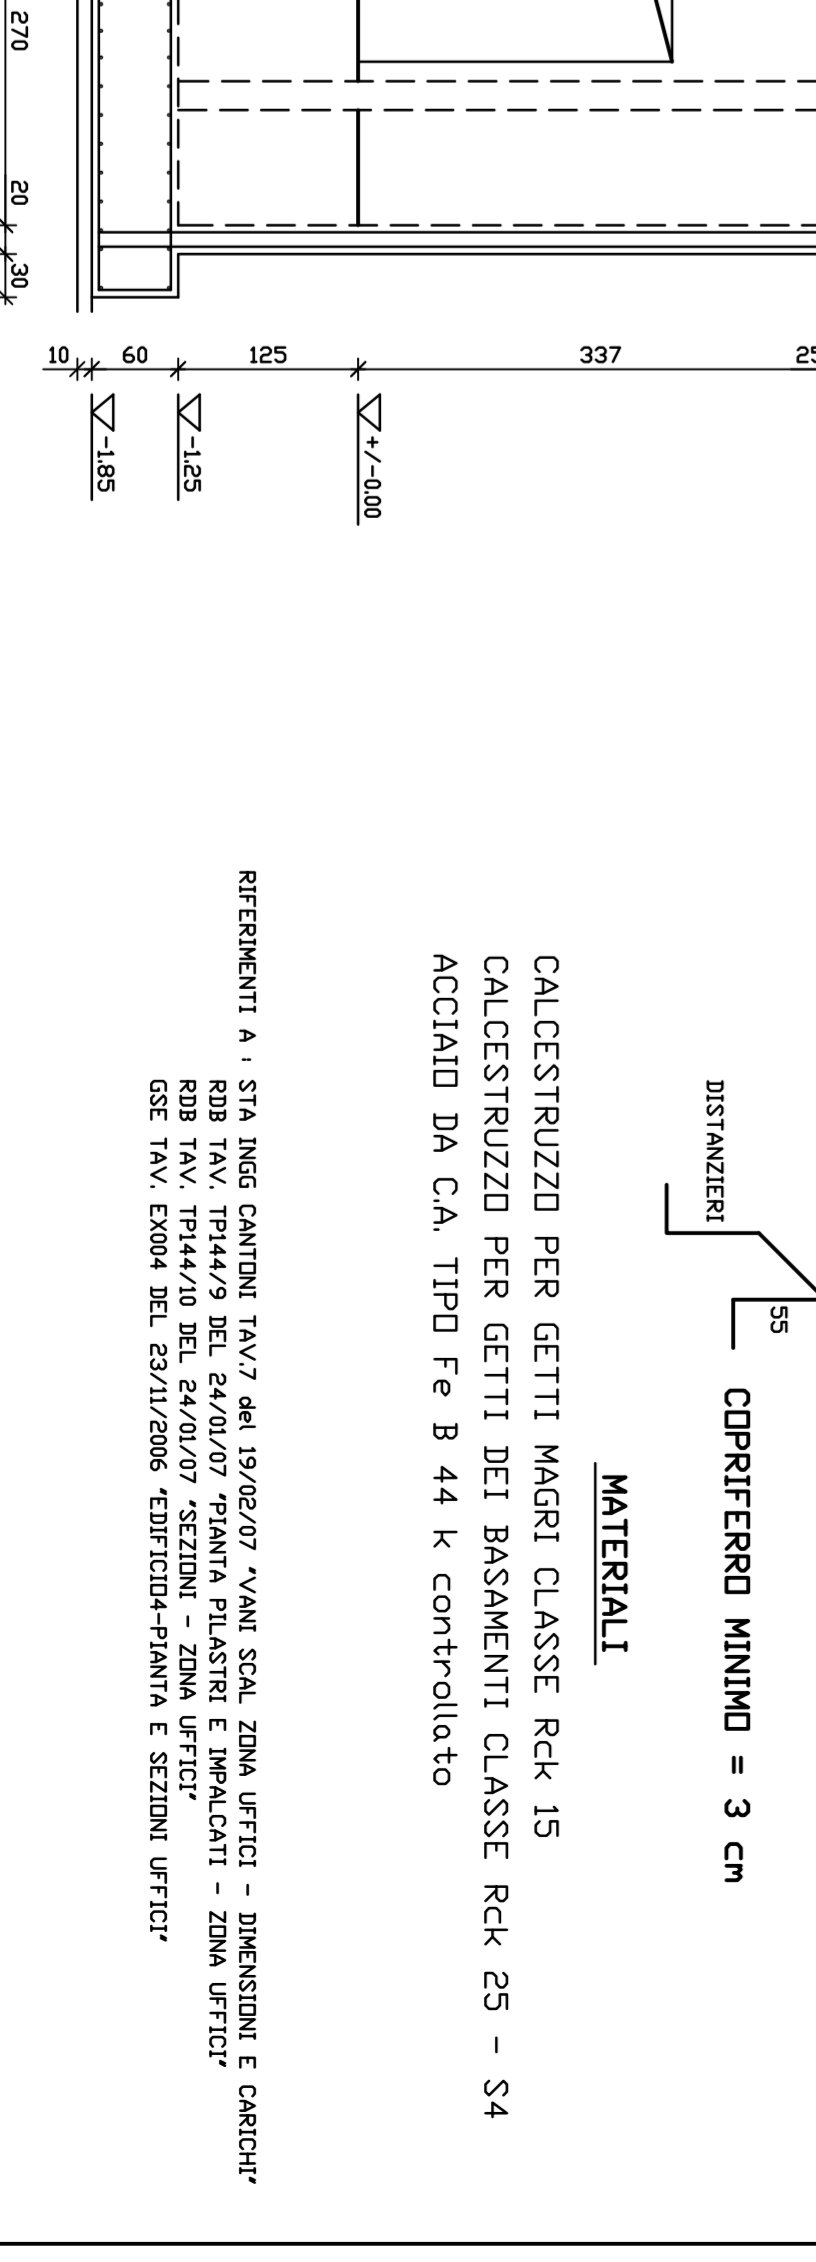 270
20
30
10
60
125
337
25
-1.85
-1.25
+/-0.00
DISTANZIERI
55
COPRIFERRO MINIMO = 3 cm
MATERIALI
CALCESTRUZZO PER GETTI MAGRI CLASSE Rck 15
CALCESTRUZZO PER GETTI DEI BASAMENTI CLASSE Rck 25 - S4
ACCIAIO DA C.A. TIPO Fe B 44 k controllato
RIFERIMENTI A : STA INGG CANTONI TAV.7 del 19/02/07 "VANI SCAL ZONA UFFICI - DIMENSIONI E CARICHI"
RDB TAV. TP144/9 DEL 24/01/07 "PIANTA PILASTRI E IMPALCATI - ZONA UFFICI"
RDB TAV. TP144/10 DEL 24/01/07 "SEZIONI - ZONA UFFICI"
GSE TAV. EX004 DEL 23/11/2006 "EDIFICIO4-PIANTA E SEZIONI UFFICI"